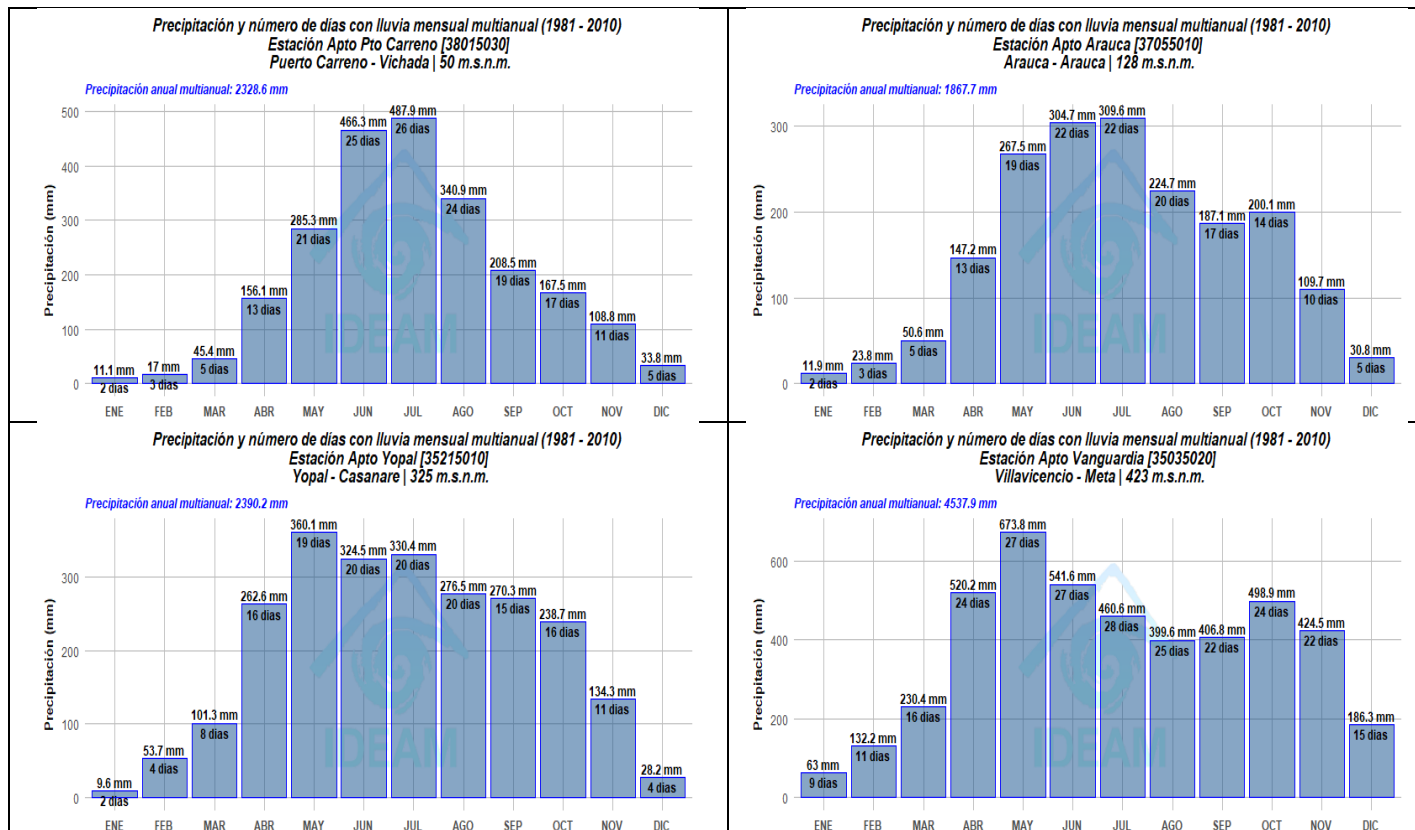 Precipitación y número de días con lluvia mensual multianual (1981 - 2010)
Estación Apto Pto Carreno [38015030]
Puerto Carreno - Vichada | 50 m.s.n.m.
Precipitación anual multianual: 2328.6 mm
Precipitación (mm)
500
400
300
200
100
0
11.1 mm
2 dias
17 mm
3 dias
45.4 mm
5 dias
156.1 mm
13 dias
285.3 mm
21 dias
466.3 mm
25 dias
487.9 mm
26 dias
340.9 mm
24 dias
208.5 mm
19 dias
167.5 mm
17 dias
108.8 mm
11 dias
33.8 mm
5 dias
IDEAM
ENE FEB MAR ABR MAY JUN JUL AGO SEP OCT NOV DIC
Precipitación y número de días con lluvia mensual multianual (1981 - 2010)
Estación Apto Arauca [37055010]
Arauca - Arauca | 128 m.s.n.m.
Precipitación anual multianual: 1867.7 mm
Precipitación (mm)
300
200
100
0
11.9 mm
2 dias
23.8 mm
3 dias
50.6 mm
5 dias
147.2 mm
13 dias
267.5 mm
19 dias
304.7 mm
22 dias
309.6 mm
22 dias
224.7 mm
20 dias
187.1 mm
17 dias
200.1 mm
14 dias
109.7 mm
10 dias
30.8 mm
5 dias
IDEAM
ENE FEB MAR ABR MAY JUN JUL AGO SEP OCT NOV DIC
Precipitación y número de días con lluvia mensual multianual (1981 - 2010)
Estación Apto Yopal [35215010]
Yopal - Casanare | 325 m.s.n.m.
Precipitación anual multianual: 2390.2 mm
Precipitación (mm)
300
200
100
0
9.6 mm
2 dias
53.7 mm
4 dias
101.3 mm
8 dias
262.6 mm
16 dias
360.1 mm
19 dias
324.5 mm
20 dias
330.4 mm
20 dias
276.5 mm
20 dias
270.3 mm
15 dias
238.7 mm
16 dias
134.3 mm
11 dias
28.2 mm
4 dias
IDEAM
ENE FEB MAR ABR MAY JUN JUL AGO SEP OCT NOV DIC
Precipitación y número de días con lluvia mensual multianual (1981 - 2010)
Estación Apto Vanguardia [35035020]
Villavicencio - Meta | 423 m.s.n.m.
Precipitación anual multianual: 4537.9 mm
Precipitación (mm)
600
400
200
0
63 mm
9 dias
132.2 mm
11 dias
230.4 mm
16 dias
520.2 mm
24 dias
673.8 mm
27 dias
541.6 mm
27 dias
460.6 mm
28 dias
399.6 mm
25 dias
406.8 mm
22 dias
498.9 mm
24 dias
424.5 mm
22 dias
186.3 mm
15 dias
IDEAM
ENE FEB MAR ABR MAY JUN JUL AGO SEP OCT NOV DIC